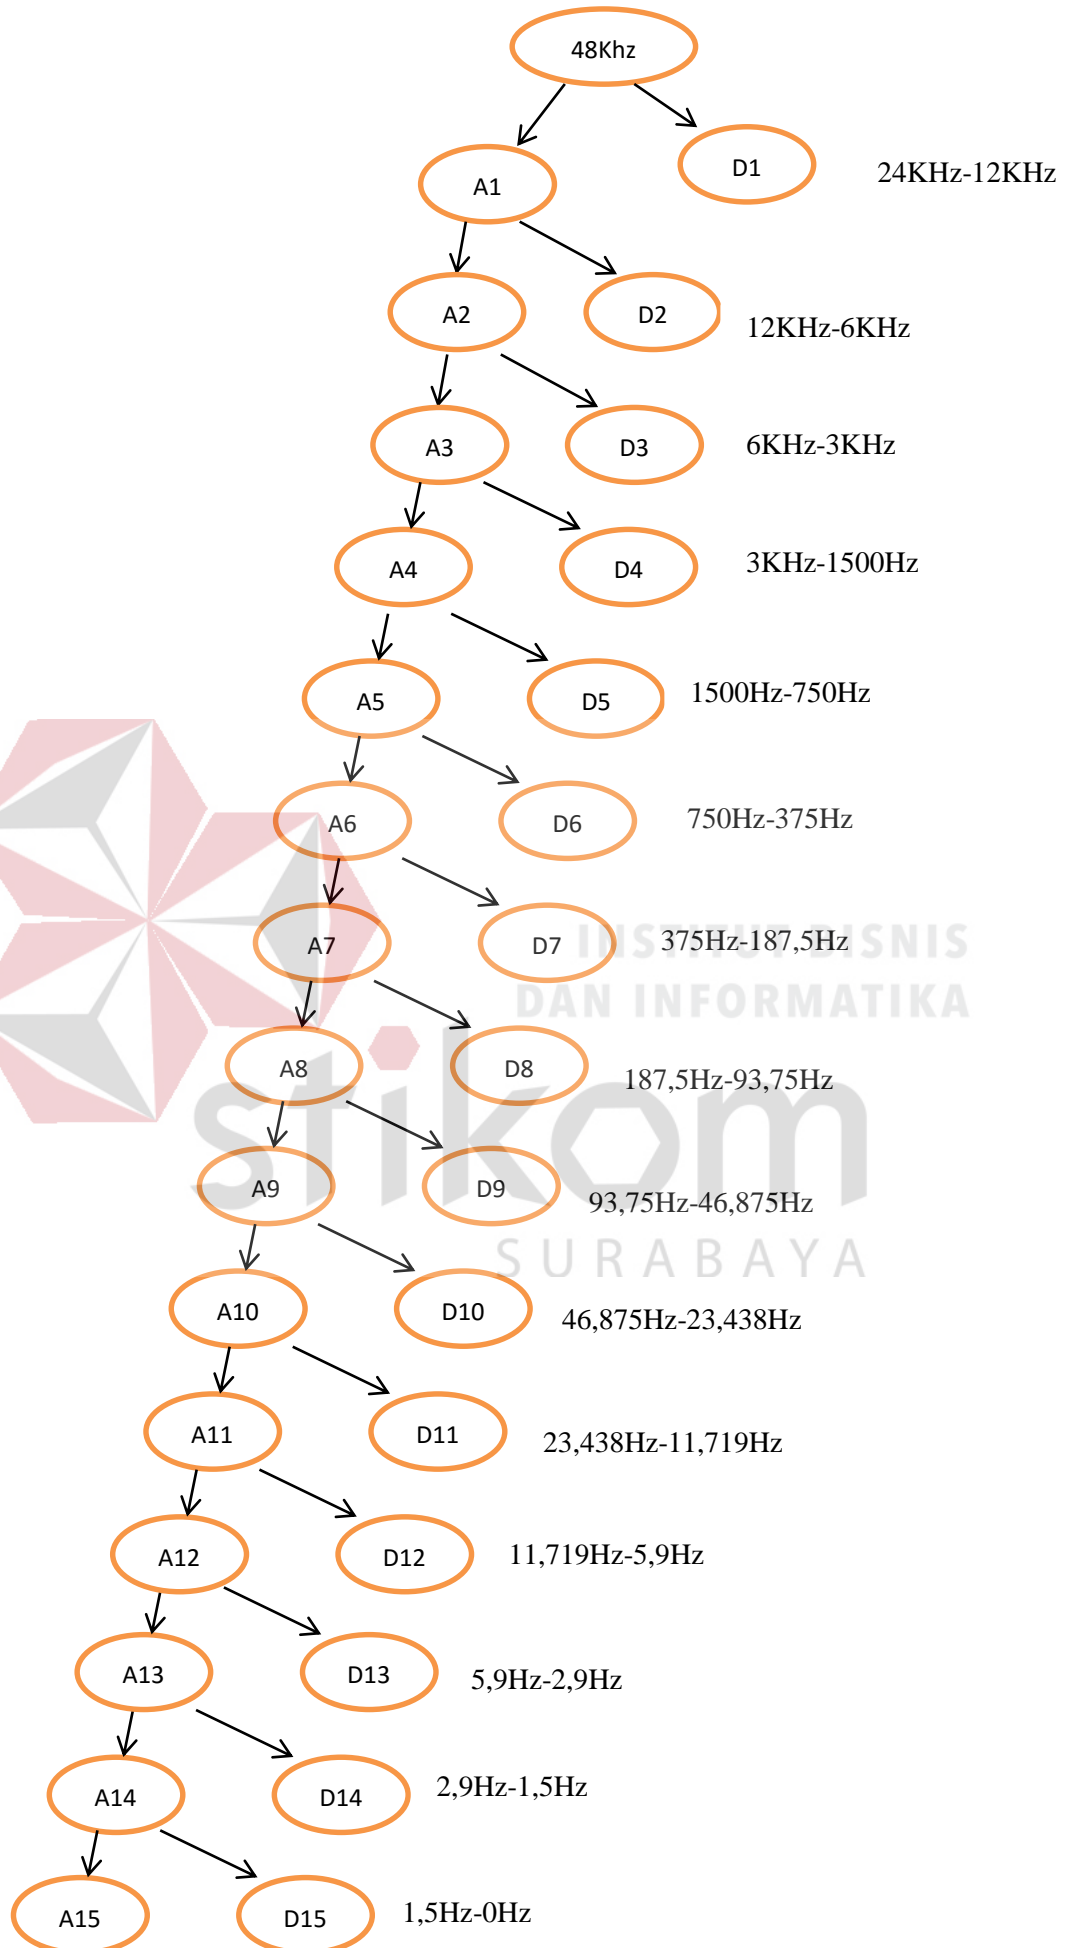 48Khz
D1
24KHz-12KHz
A1
A2
D2
12KHz-6KHz
A3
D3
6KHz-3KHz
A4
D4
3KHz-1500Hz
A5
D5
1500Hz-750Hz
A6
D6
750Hz-375Hz
A7
D7
375Hz-187,5Hz
INSTITUT BISNIS
DAN INFORMATIKA
A8
D8
187,5Hz-93,75Hz
stikom
A9
D9
93,75Hz-46,875Hz
SURABAYA
A10
D10
46,875Hz-23,438Hz
A11
D11
23,438Hz-11,719Hz
A12
D12
11,719Hz-5,9Hz
A13
D13
5,9Hz-2,9Hz
A14
D14
2,9Hz-1,5Hz
A15
D15
1,5Hz-0Hz